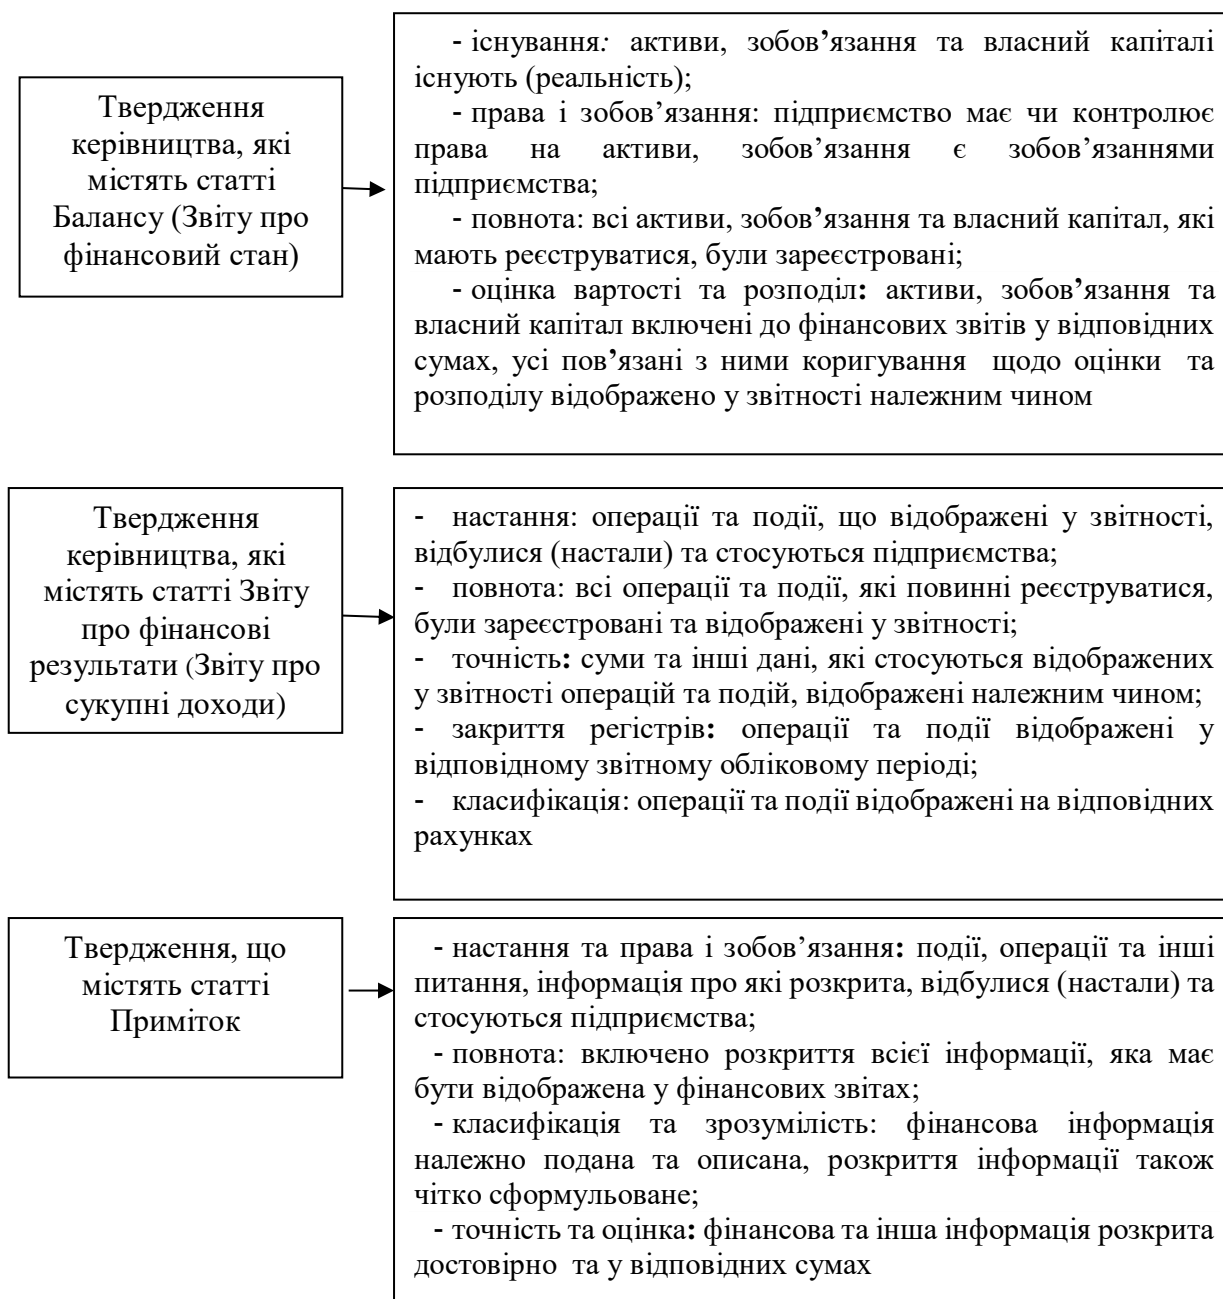 Твердження
керівництва, які
містять статті
Балансу (Звіту про
фінансовий стан)
- існування: активи, зобов’язання та власний капіталі
існують (реальність);
- права і зобов’язання: підприємство має чи контролює
права на активи, зобов’язання є зобов’язаннями
підприємства;
- повнота: всі активи, зобов’язання та власний капітал, які
мають реєструватися, були зареєстровані;
- оцінка вартості та розподіл: активи, зобов’язання та
власний капітал включені до фінансових звітів у відповідних
сумах, усі пов’язані з ними коригування щодо оцінки та
розподілу відображено у звітності належним чином
Твердження
керівництва, які
містять статті Звіту
про фінансові
результати (Звіту про
сукупні доходи)
- настання: операції та події, що відображені у звітності,
відбулися (настали) та стосуються підприємства;
- повнота: всі операції та події, які повинні реєструватися,
були зареєстровані та відображені у звітності;
- точність: суми та інші дані, які стосуються відображених
у звітності операцій та подій, відображені належним чином;
- закриття регістрів: операції та події відображені у
відповідному звітному обліковому періоді;
- класифікація: операції та події відображені на відповідних
рахунках
Твердження, що
містять статті
Приміток
- настання та права і зобов’язання: події, операції та інші
питання, інформація про які розкрита, відбулися (настали) та
стосуються підприємства;
- повнота: включено розкриття всієї інформації, яка має
бути відображена у фінансових звітах;
- класифікація та зрозумілість: фінансова інформація
належно подана та описана, розкриття інформації також
чітко сформульоване;
- точність та оцінка: фінансова та інша інформація розкрита
достовірно та у відповідних сумах